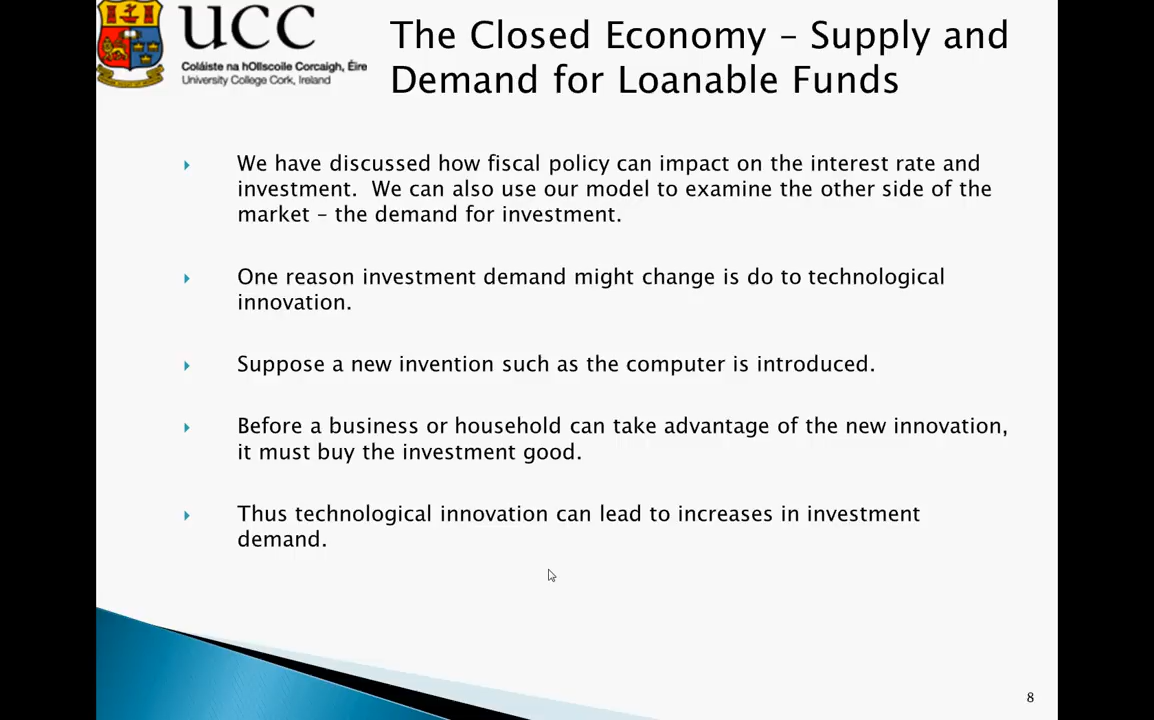 UCC
Coláiste na hOllscoile Corcaigh, Éire
University College Cork, Ireland
The Closed Economy – Supply and
Demand for Loanable Funds
We have discussed how fiscal policy can impact on the interest rate and
investment. We can also use our model to examine the other side of the
market – the demand for investment.
One reason investment demand might change is do to technological
innovation.
Suppose a new invention such as the computer is introduced.
Before a business or household can take advantage of the new innovation,
it must buy the investment good.
Thus technological innovation can lead to increases in investment
demand.
8